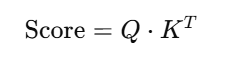 Score = Q · K^T